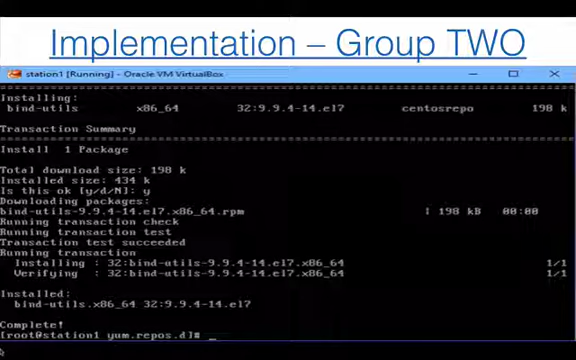 Implementation – Group TWO
station1 [Running] - Oracle VM VirtualBox
Installing:
bind-utils x86_64 32:9.9.4-14.el7 centosrepo 198 k
Transaction Summary
Install 1 Package
Total download size: 198 k
Installed size: 434 k
Is this ok [y/d/N]: y
Downloading packages:
bind-utils-9.9.4-14.el7.x86_64.rpm | 198 kB 00:00
Running transaction check
Running transaction test
Transaction test succeeded
Running transaction
Installing : 32:bind-utils-9.9.4-14.el7.x86_64 1/1
Verifying : 32:bind-utils-9.9.4-14.el7.x86_64 1/1
Installed:
bind-utils.x86_64 32:9.9.4-14.el7
Complete!
[root@station1 yum.repos.d]# _